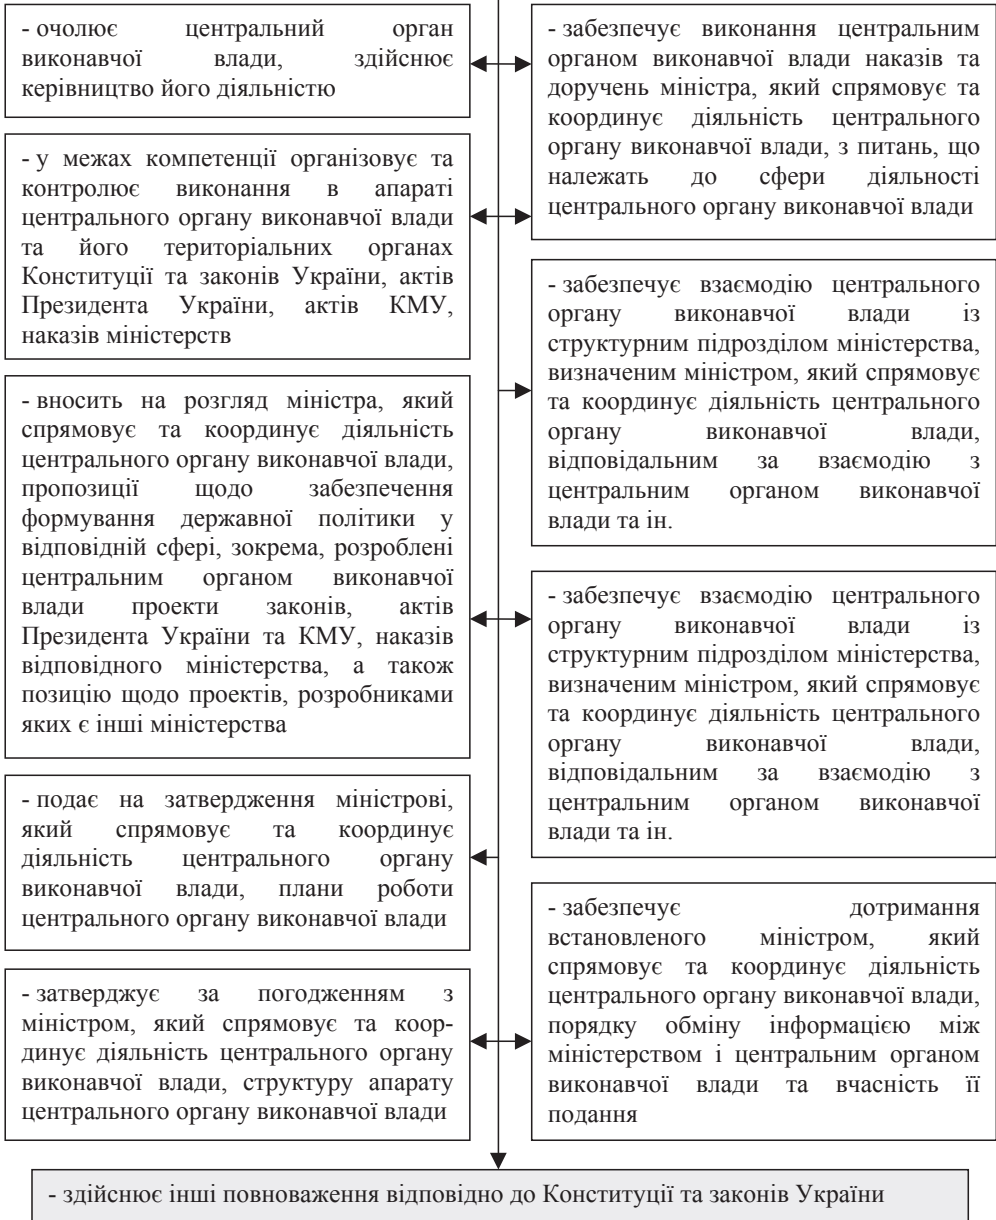 - очолює центральний орган
виконавчої влади, здійснює
керівництво його діяльністю
- у межах компетенції організовує та
контролює виконання в апараті
центрального органу виконавчої влади
та його територіальних органах
Конституції та законів України, актів
Президента України, актів КМУ,
наказів міністерств
- вносить на розгляд міністра, який
спрямовує та координує діяльність
центрального органу виконавчої влади,
пропозиції щодо забезпечення
формування державної політики у
відповідній сфері, зокрема, розроблені
центральним органом виконавчої
влади проекти законів, актів
Президента України та КМУ, наказів
відповідного міністерства, а також
позицію щодо проектів, розробниками
яких є інші міністерства
- подає на затвердження міністрові,
який спрямовує та координує
діяльність центрального органу
виконавчої влади, плани роботи
центрального органу виконавчої влади
- затверджує за погодженням з
міністром, який спрямовує та коор-
динує діяльність центрального органу
виконавчої влади, структуру апарату
центрального органу виконавчої влади
- забезпечує виконання центральним
органом виконавчої влади наказів та
доручень міністра, який спрямовує та
координує діяльність центрального
органу виконавчої влади, з питань, що
належать до сфери діяльності
центрального органу виконавчої влади
- забезпечує взаємодію центрального
органу виконавчої влади із
структурним підрозділом міністерства,
визначеним міністром, який спрямовує
та координує діяльність центрального
органу виконавчої влади,
відповідальним за взаємодію з
центральним органом виконавчої
влади та ін.
- забезпечує взаємодію центрального
органу виконавчої влади із
структурним підрозділом міністерства,
визначеним міністром, який спрямовує
та координує діяльність центрального
органу виконавчої влади,
відповідальним за взаємодію з
центральним органом виконавчої
влади та ін.
- забезпечує дотримання
встановленого міністром, який
спрямовує та координує діяльність
центрального органу виконавчої влади,
порядку обміну інформацією між
міністерством і центральним органом
виконавчої влади та вчасність її
подання
- здійснює інші повноваження відповідно до Конституції та законів України